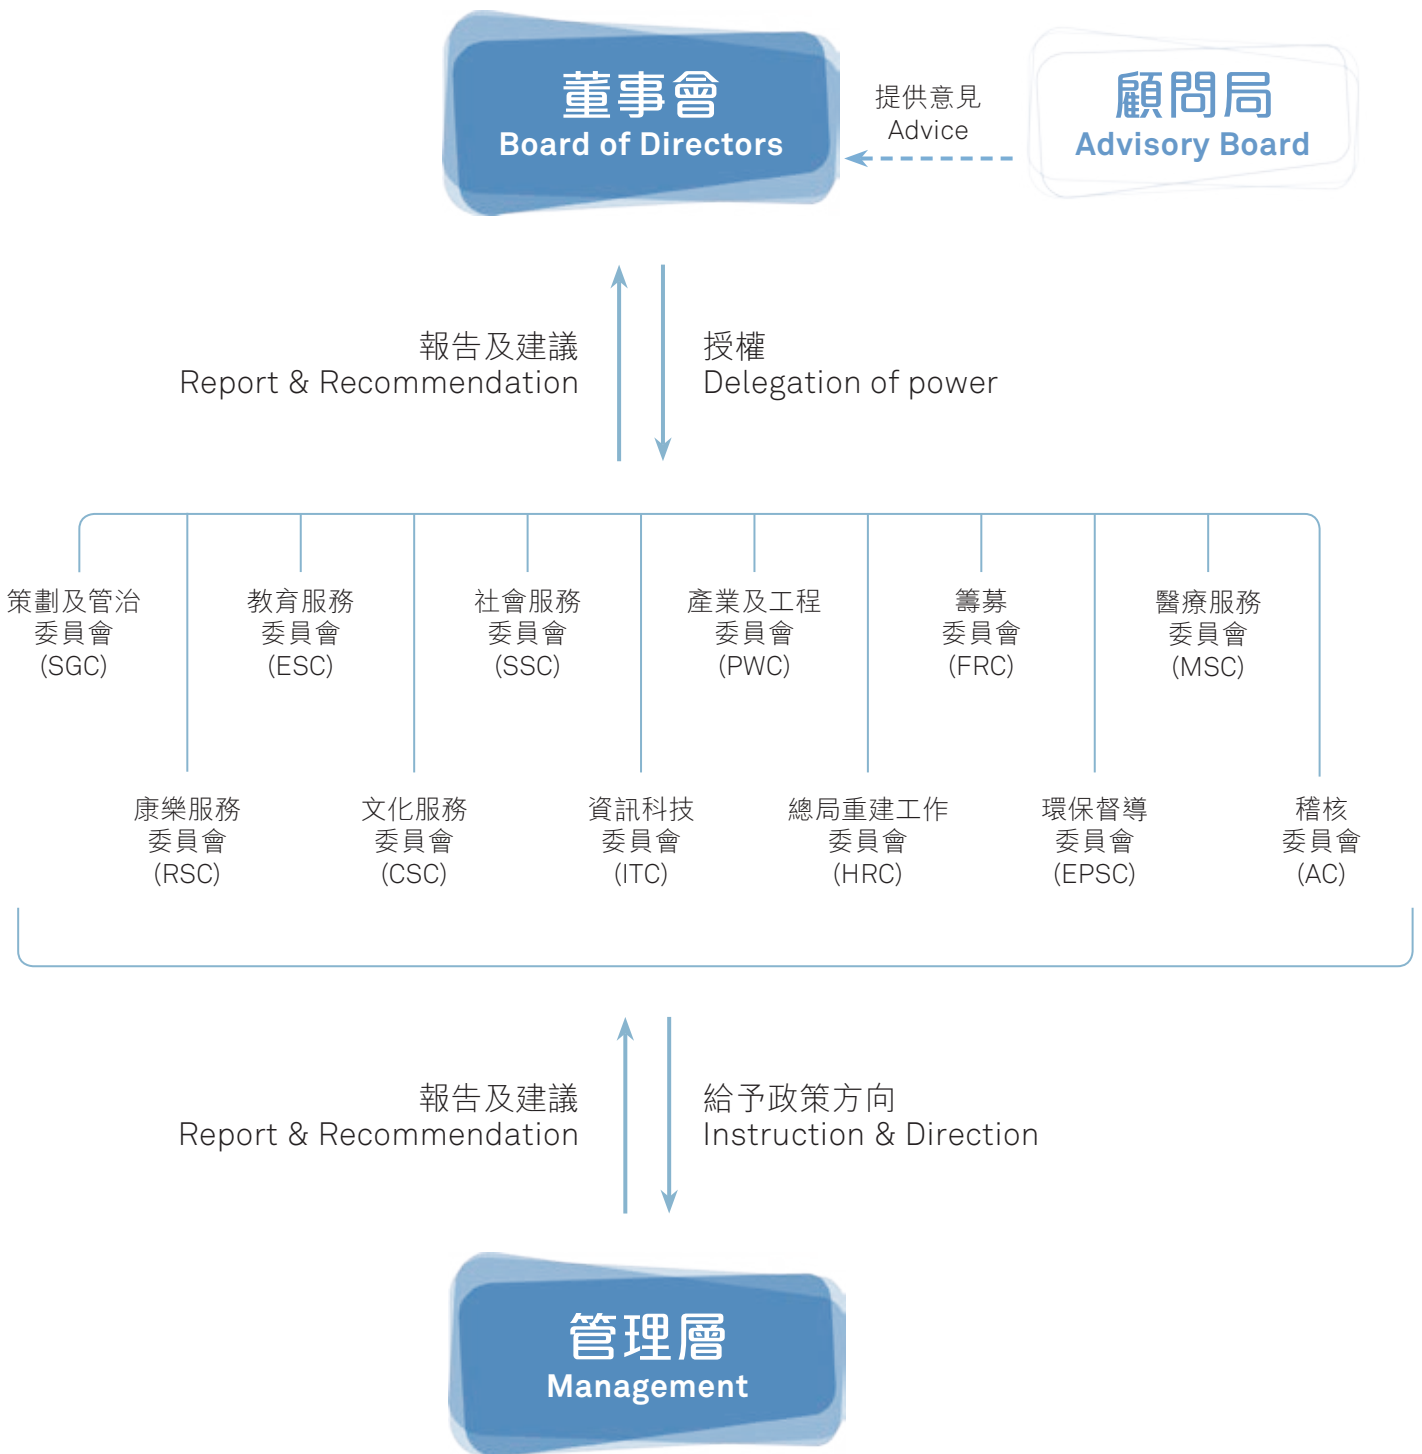 董事會
Board of Directors
提供意見
Advice
顧問局
Advisory Board
報告及建議
Report & Recommendation
授權
Delegation of power
策劃及管治
委員會
(SGC)
教育服務
委員會
(ESC)
社會服務
委員會
(SSC)
產業及工程
委員會
(PWC)
籌募
委員會
(FRC)
醫療服務
委員會
(MSC)
康樂服務
委員會
(RSC)
文化服務
委員會
(CSC)
資訊科技
委員會
(ITC)
總局重建工作
委員會
(HRC)
環保督導
委員會
(EPSC)
稽核
委員會
(AC)
報告及建議
Report & Recommendation
給予政策方向
Instruction & Direction
管理層
Management